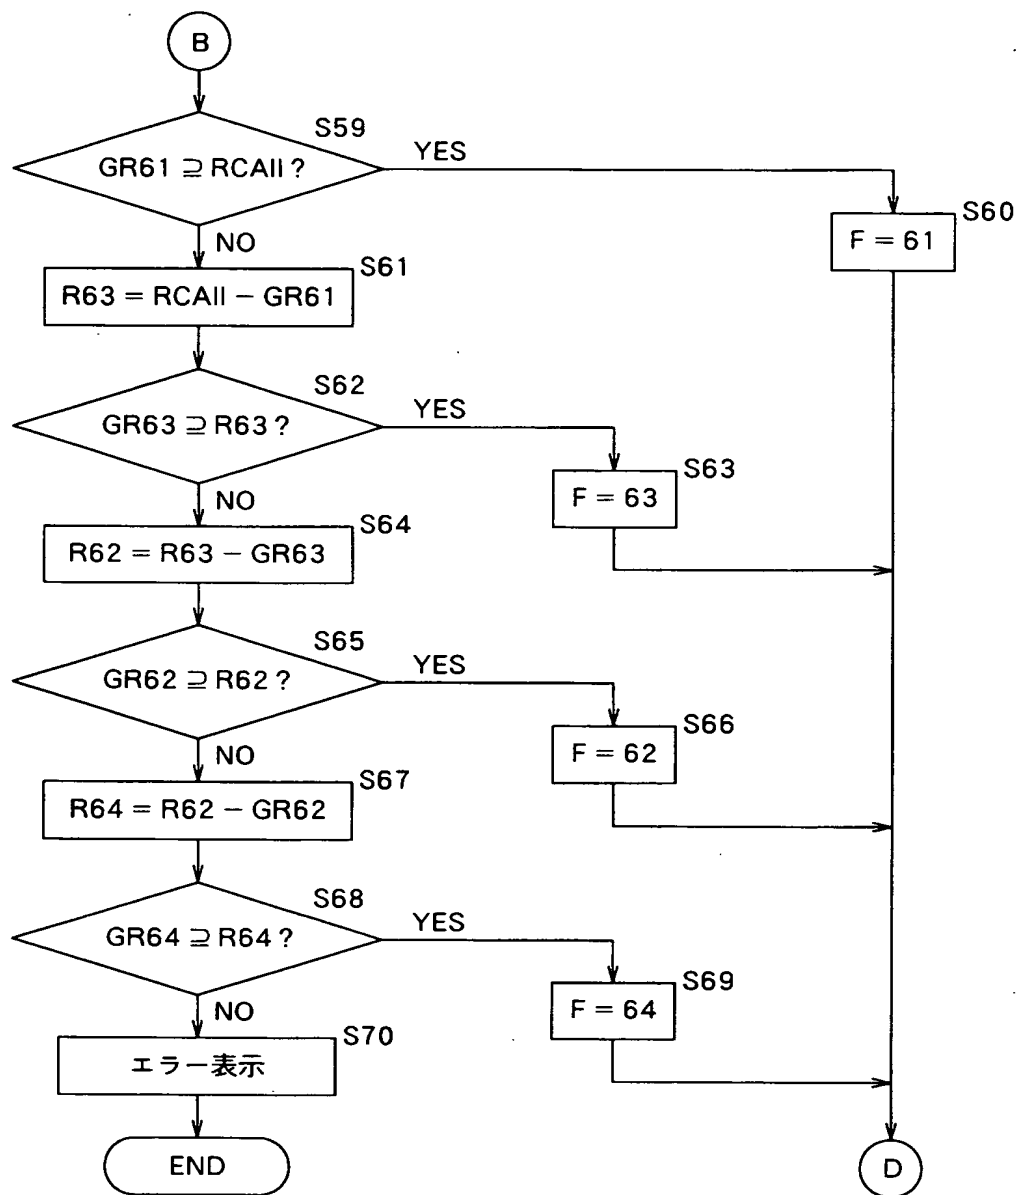 B
S59
GR61 ⊇ RCAll ?
YES
S60
F = 61
NO
S61
R63 = RCAll − GR61
S62
GR63 ⊇ R63 ?
YES
S63
F = 63
NO
S64
R62 = R63 − GR63
S65
GR62 ⊇ R62 ?
YES
S66
F = 62
NO
S67
R64 = R62 − GR62
S68
GR64 ⊇ R64 ?
YES
S69
F = 64
NO
S70
エラー表示
END
D